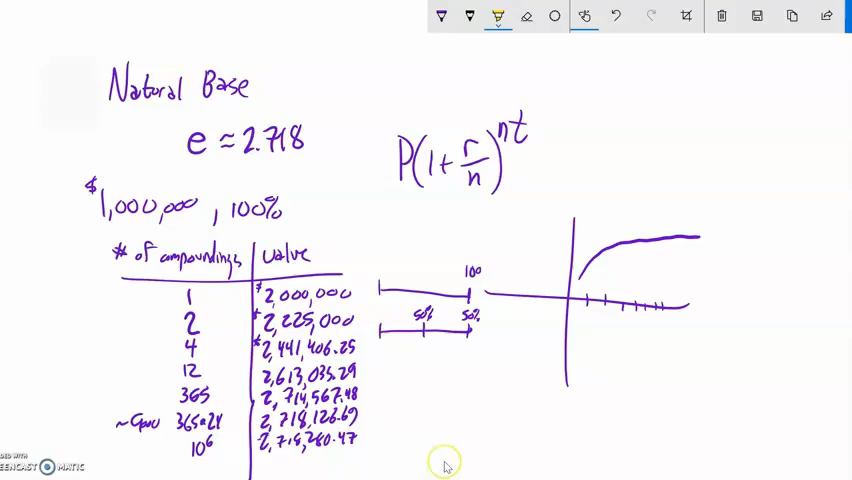 Natural Base
e ≈ 2.718
P(1 + r/n)^nt
$1,000,000 , 100%
# of compoundings value
1 $2,000,000
2 $2,225,000
4 $2,441,406.25
12 2,613,035.29
365 2,714,567.48
365*24 2,718,126.69
10^6 2,718,280.47
100
50% 50%
SCREENCAST MATIC